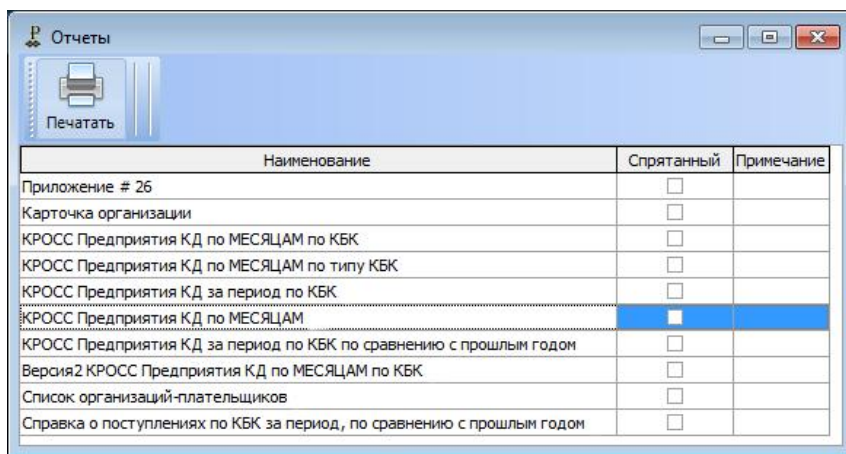 Отчеты
Печатать
Наименование Спрятанный Примечание
Приложение # 26
Карточка организации
КРОСС Предприятия КД по МЕСЯЦАМ по КБК
КРОСС Предприятия КД по МЕСЯЦАМ по типу КБК
КРОСС Предприятия КД за период по КБК
КРОСС Предприятия КД по МЕСЯЦАМ
КРОСС Предприятия КД за период по КБК по сравнению с прошлым годом
Версия2 КРОСС Предприятия КД по МЕСЯЦАМ по КБК
Список организаций-плательщиков
Справка о поступлениях по КБК за период, по сравнению с прошлым годом